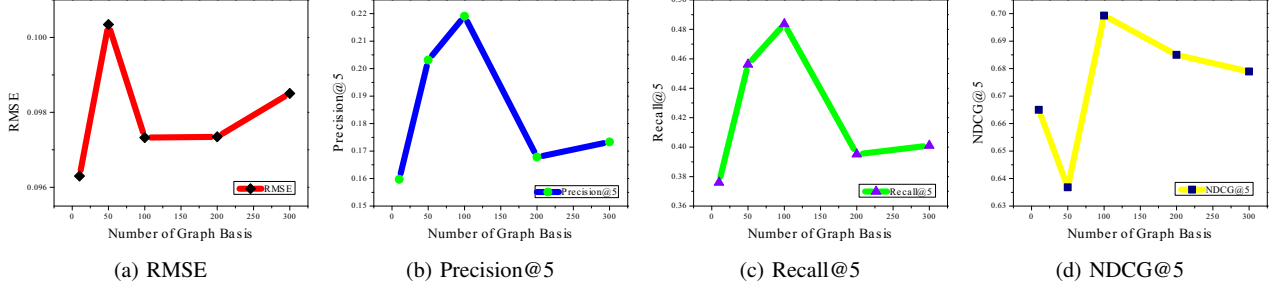 RMSE
0.100
0.098
0.096
RMSE
0 50 100 150 200 250 300
Number of Graph Basis
(a) RMSE
Precision@5
0.22
0.21
0.20
0.19
0.18
0.17
0.16
0.15
Precision@5
0 50 100 150 200 250 300
Number of Graph Basis
(b) Precision@5
Recall@5
0.50
0.48
0.46
0.44
0.42
0.40
0.38
0.36
Recall@5
0 50 100 150 200 250 300
Number of Graph Basis
(c) Recall@5
NDCG@5
0.70
0.69
0.68
0.67
0.66
0.65
0.64
0.63
NDCG@5
0 50 100 150 200 250 300
Number of Graph Basis
(d) NDCG@5